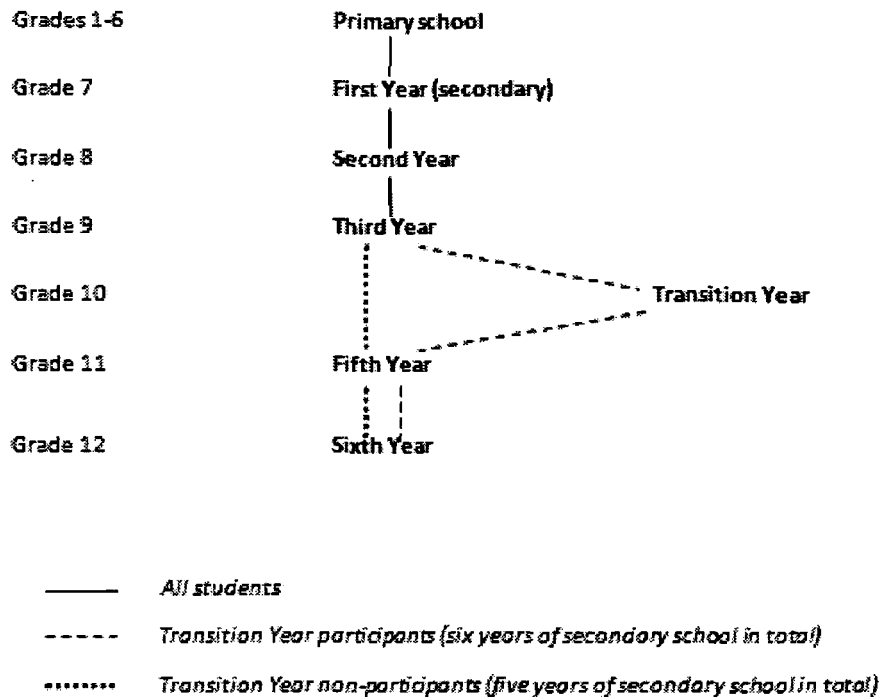 Grades 1-6 Primary school
Grade 7 First Year (secondary)
Grade 8 Second Year
Grade 9 Third Year
Grade 10 Transition Year
Grade 11 Fifth Year
Grade 12 Sixth Year
All students
Transition Year participants (six years of secondary school in total)
Transition Year non-participants (five years of secondary school in total)